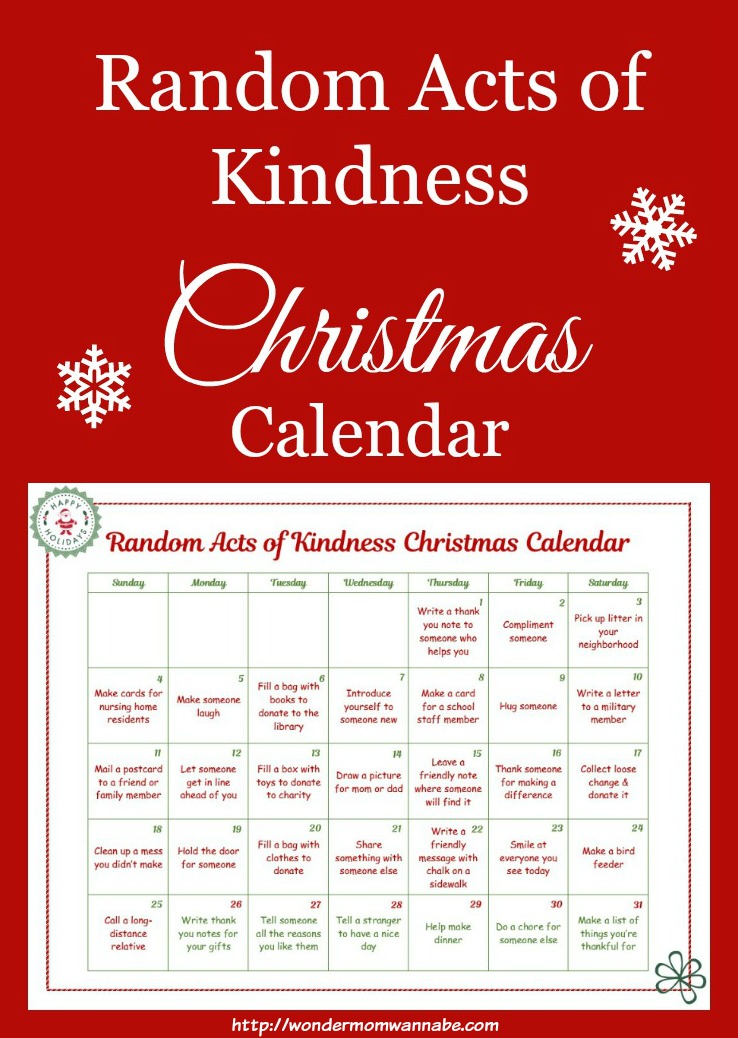 Random Acts of
Kindness
Christmas
Calendar
HAPPY
HOLIDAYS
Random Acts of Kindness Christmas Calendar
Sunday Monday Tuesday Wednesday Thursday Friday Saturday
1
Write a thank
you note to
someone who
helps you
2
Compliment
someone
3
Pick up litter in
your
neighborhood
4
Make cards for
nursing home
residents
5
Make someone
laugh
6
Fill a bag with
books to
donate to the
library
7
Introduce
yourself to
someone new
8
Make a card
for a school
staff member
9
Hug someone
10
Write a letter
to a military
member
11
Mail a postcard
to a friend or
family member
12
Let someone
get in line
ahead of you
13
Fill a box with
toys to donate
to charity
14
Draw a picture
for mom or dad
15
Leave a
friendly note
where someone
will find it
16
Thank someone
for making a
difference
17
Collect loose
change &
donate it
18
Clean up a mess
you didn't make
19
Hold the door
for someone
20
Fill a bag with
clothes to
donate
21
Share
something with
someone else
22
Write a
friendly
message with
chalk on a
sidewalk
23
Smile at
everyone you
see today
24
Make a bird
feeder
25
Call a long-
distance
relative
26
Write thank
you notes for
your gifts
27
Tell someone
all the reasons
you like them
28
Tell a stranger
to have a nice
day
29
Help make
dinner
30
Do a chore for
someone else
31
Make a list of
things you're
thankful for
http://wondermomwannabe.com